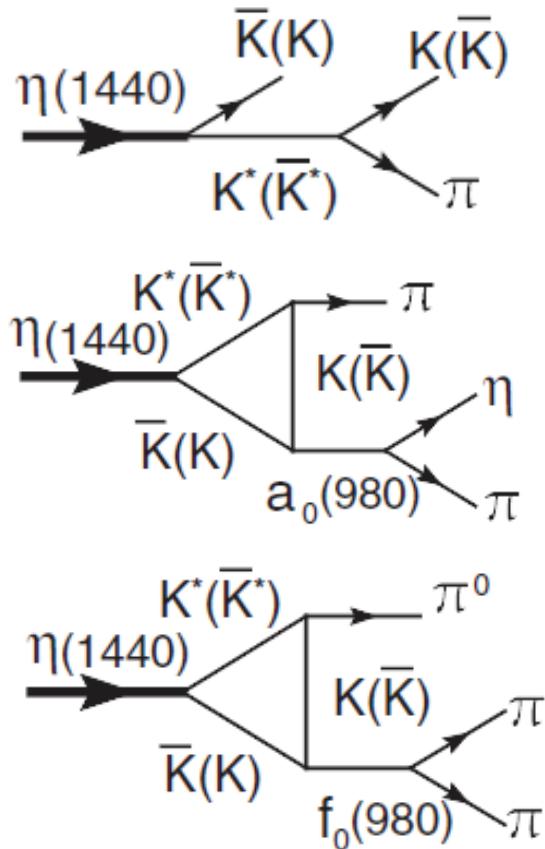 K̅(K) K(K̅)
η(1440)
K*(K̅*) π
K*(K̅*) π
η(1440) K(K̅) η
K̅(K)
a₀(980) π
K*(K̅*) π⁰
η(1440) K(K̅) π
K̅(K)
f₀(980) π